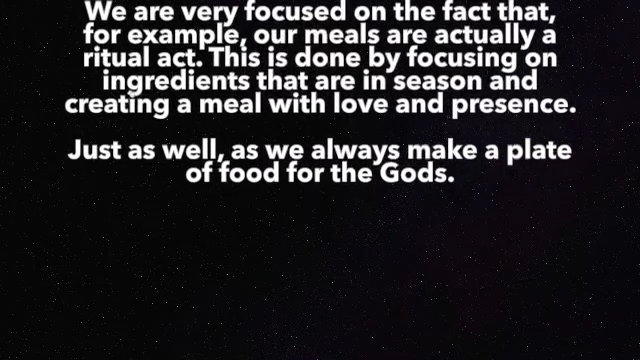 We are very focused on the fact that,
for example, our meals are actually a
ritual act. This is done by focusing on
ingredients that are in season and
creating a meal with love and presence.
Just as well, as we always make a plate
of food for the Gods.